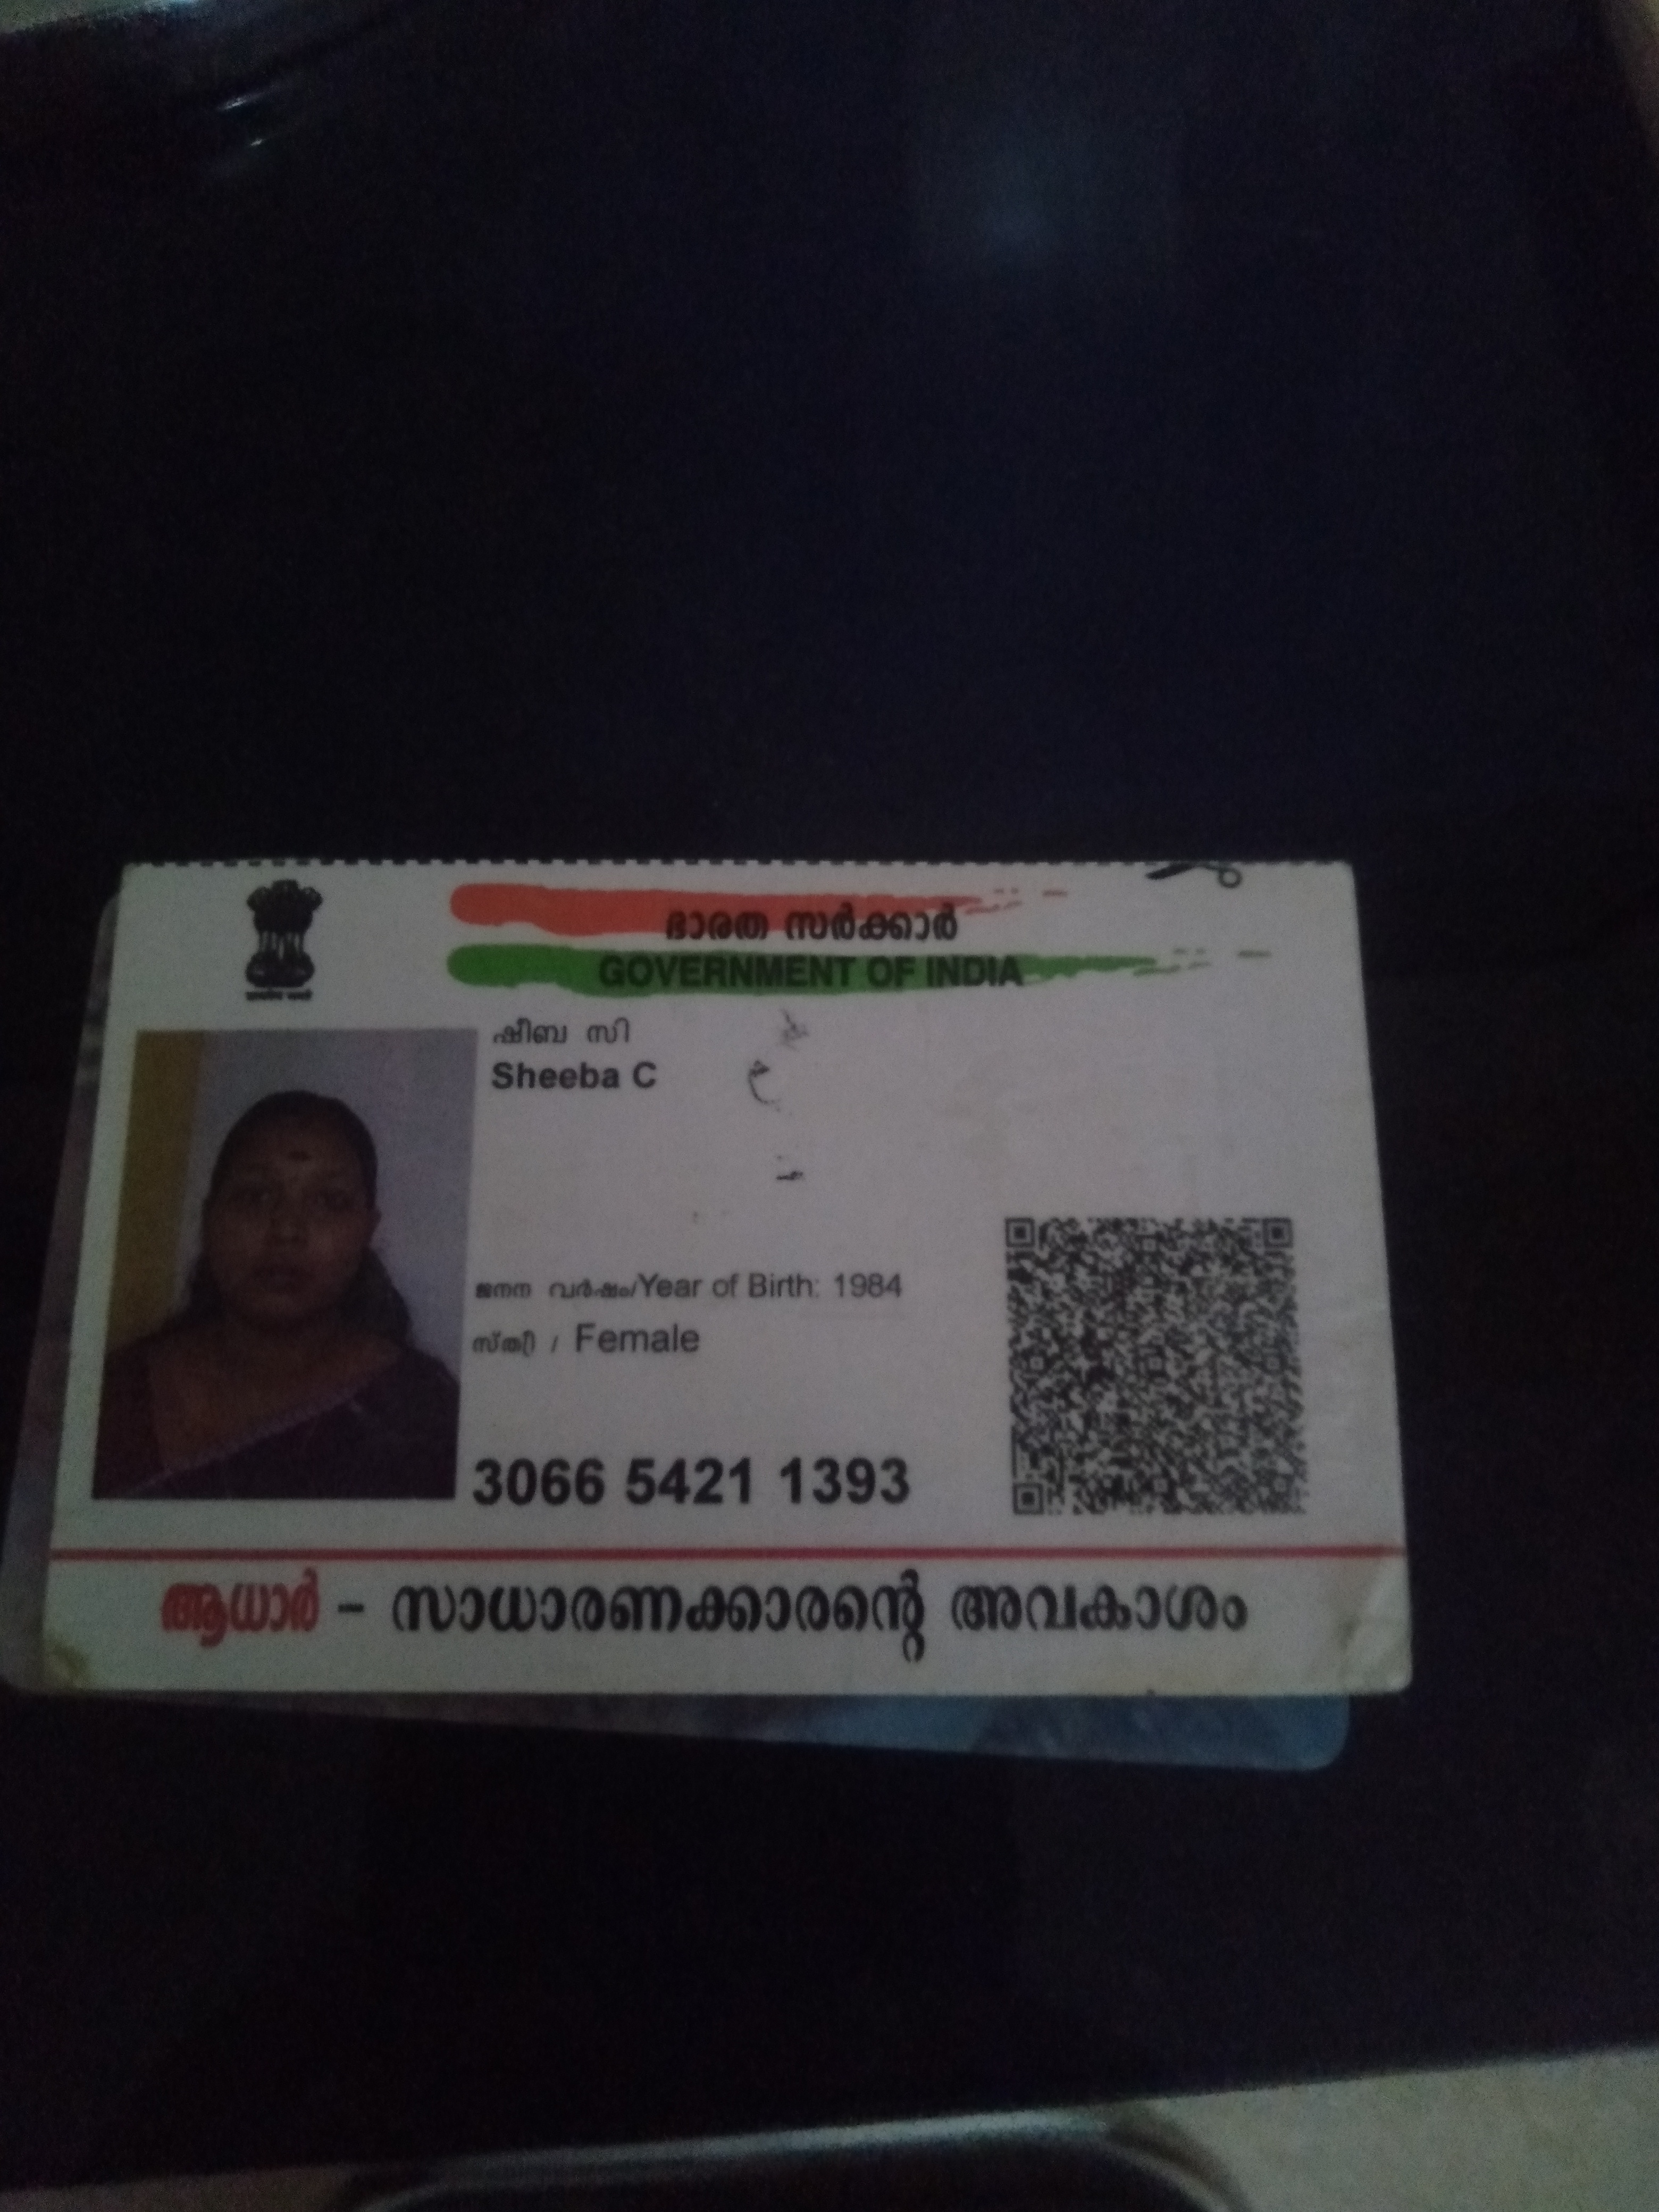 ഭാരത സർക്കാർ
GOVERNMENT OF INDIA
ഷീബ സി
Sheeba C
ജനന വർഷം/Year of Birth: 1984
സ്ത്രീ / Female
3066 5421 1393
ആധാർ – സാധാരണക്കാരന്റെ അവകാശം